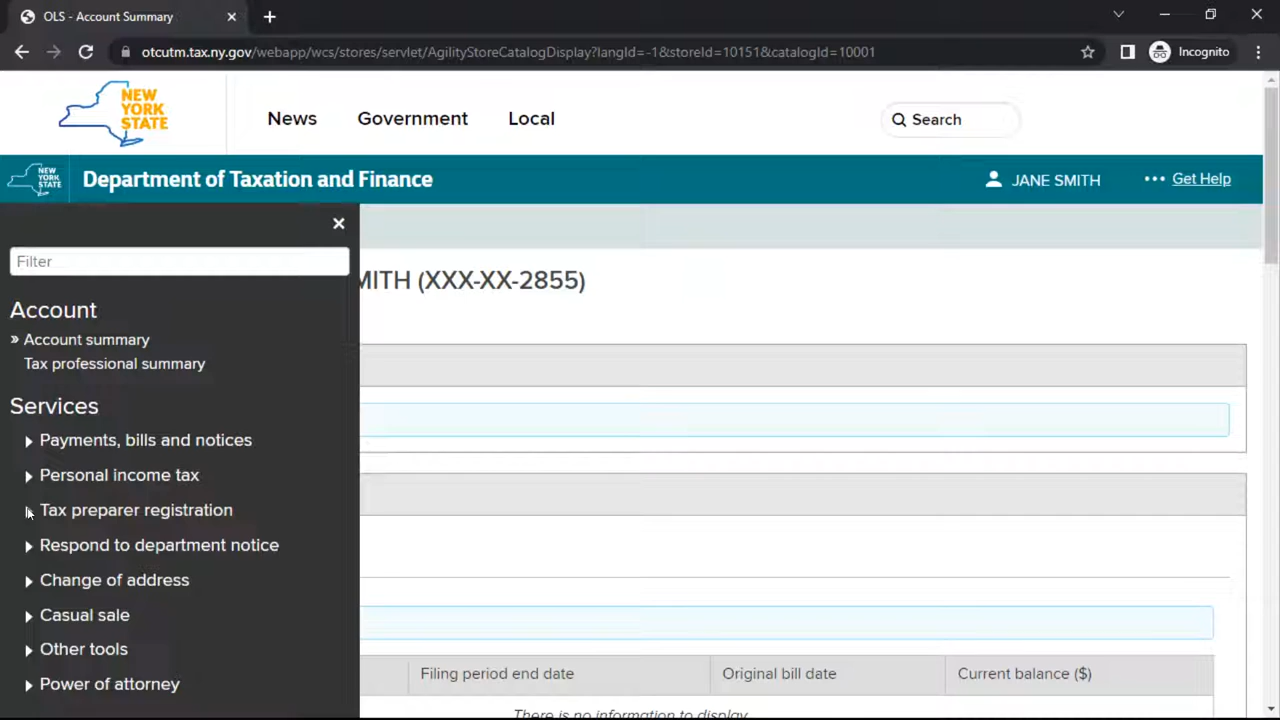 OLS - Account Summary
otcutm.tax.ny.gov/webapp/wcs/stores/servlet/AgilityStoreCatalogDisplay?langId=-1&storeId=10151&catalogId=10001
Incognito
NEW
YORK
STATE
News
Government
Local
Search
NEW
YORK
STATE
Department of Taxation and Finance
JANE SMITH
Get Help
Filter
MITH (XXX-XX-2855)
Account
» Account summary
Tax professional summary
Services
Payments, bills and notices
Personal income tax
Tax preparer registration
Respond to department notice
Change of address
Casual sale
Other tools
Power of attorney
Filing period end date
Original bill date
Current balance ($)
There is no information to display